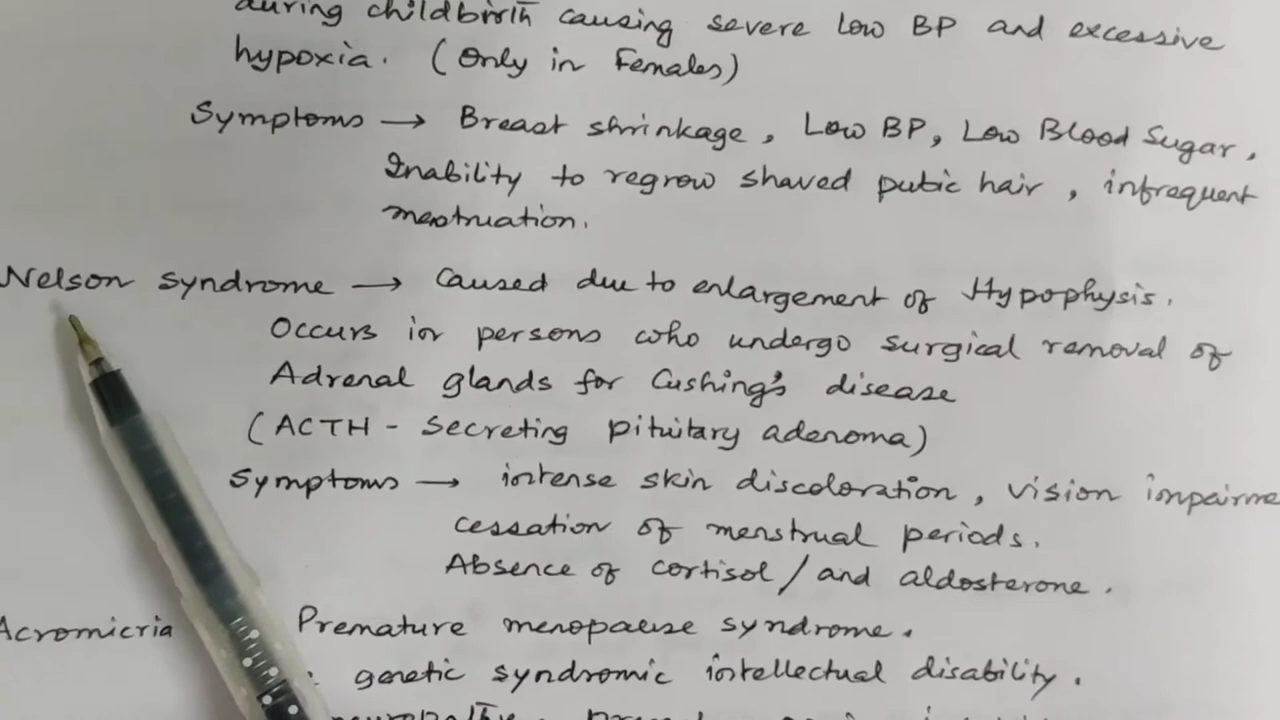 during childbirth causing severe low BP and excessive
hypoxia. (Only in Females)
Symptoms → Breast shrinkage, Low BP, Low Blood Sugar,
Inability to regrow shaved pubic hair, infrequent
menstruation.
Nelson syndrome → Caused due to enlargement of Hypophysis.
Occurs in persons who undergo surgical removal of
Adrenal glands for Cushing's disease
(ACTH - Secreting pituitary adenoma)
Symptoms → intense skin discoloration, vision impairme
cessation of menstrual periods.
Absence of cortisol / and aldosterone.
Acromicria Premature menopause syndrome.
: genetic syndromic intellectual disability.